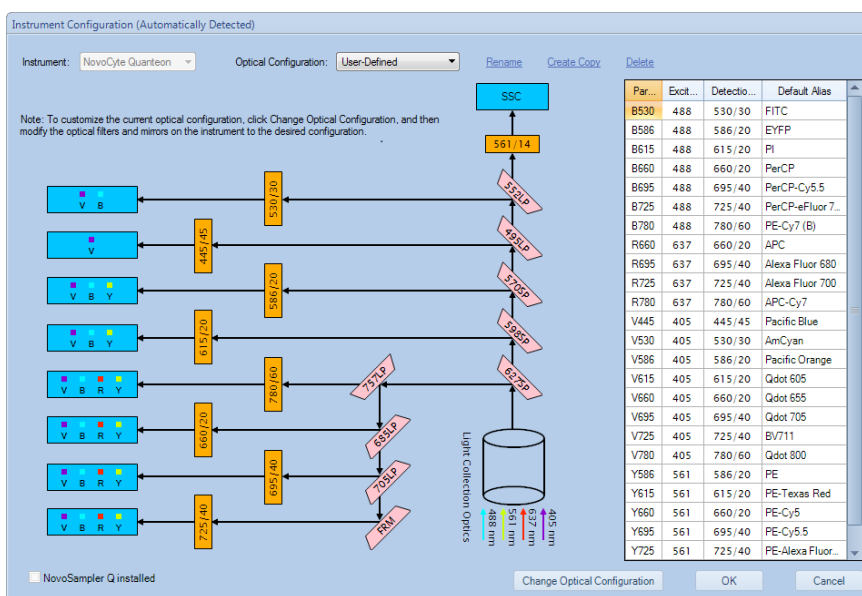 Instrument Configuration (Automatically Detected)
Instrument: NovoCyte Quanteon Optical Configuration: User-Defined Rename Create Copy Delete
Note: To customize the current optical configuration, click Change Optical Configuration, and then
modify the optical filters and mirrors on the instrument to the desired configuration.
SSC
561/14
552LP
530/30
V B
495LP
445/45
V
570SP
586/20
V B Y
598SP
615/20
V B Y
627SP
757LP
780/60
V B R Y
685LP
660/20
V B R Y
705LP
695/40
V B R Y
FRM
725/40
V B R Y
Light Collection Optics
488 nm
561 nm
637 nm
405 nm
Par... Excit... Detectio... Default Alias
B530 488 530/30 FITC
B586 488 586/20 EYFP
B615 488 615/20 PI
B660 488 660/20 PerCP
B695 488 695/40 PerCP-Cy5.5
B725 488 725/40 PerCP-eFluor 7...
B780 488 780/60 PE-Cy7 (B)
R660 637 660/20 APC
R695 637 695/40 Alexa Fluor 680
R725 637 725/40 Alexa Fluor 700
R780 637 780/60 APC-Cy7
V445 405 445/45 Pacific Blue
V530 405 530/30 AmCyan
V586 405 586/20 Pacific Orange
V615 405 615/20 Qdot 605
V660 405 660/20 Qdot 655
V695 405 695/40 Qdot 705
V725 405 725/40 BV711
V780 405 780/60 Qdot 800
Y586 561 586/20 PE
Y615 561 615/20 PE-Texas Red
Y660 561 660/20 PE-Cy5
Y695 561 695/40 PE-Cy5.5
Y725 561 725/40 PE-Alexa Fluor...
NovoSampler Q installed
Change Optical Configuration OK Cancel